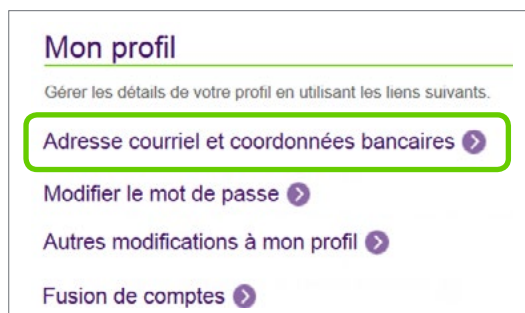 Mon profil
Gérer les détails de votre profil en utilisant les liens suivants.
Adresse courriel et coordonnées bancaires
Modifier le mot de passe
Autres modifications à mon profil
Fusion de comptes